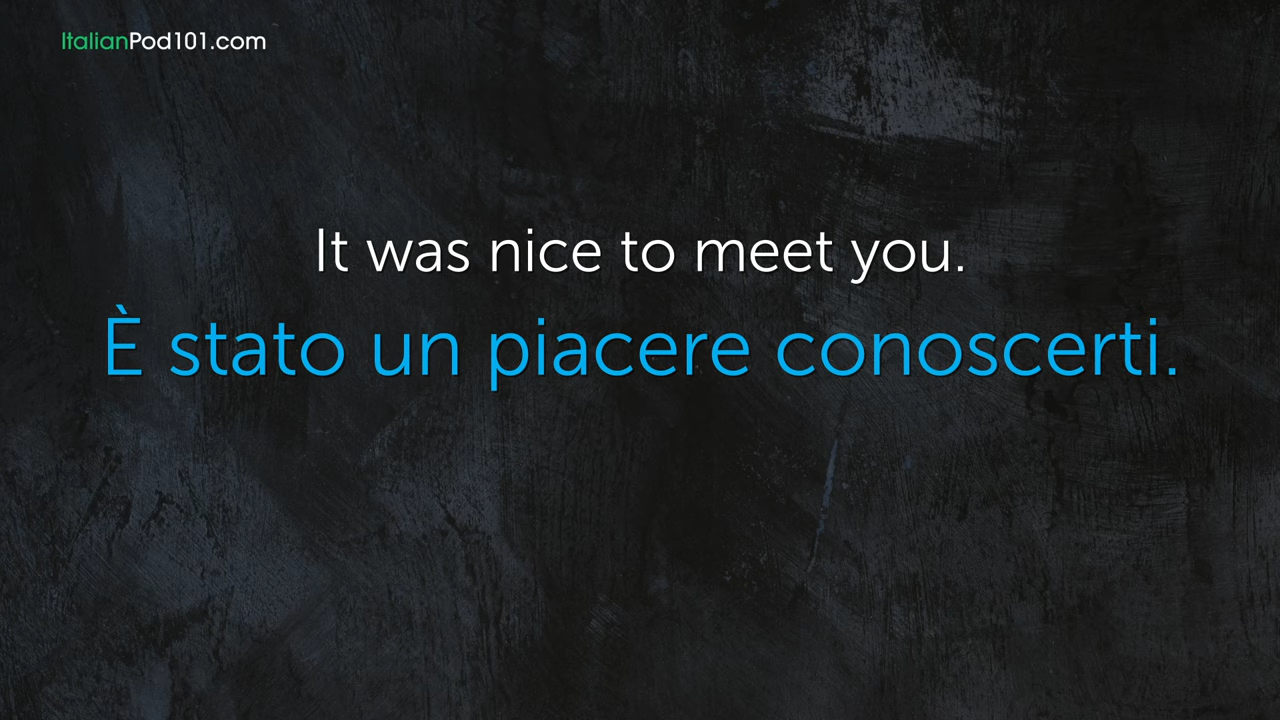 ItalianPod101.com
It was nice to meet you.
È stato un piacere conoscerti.